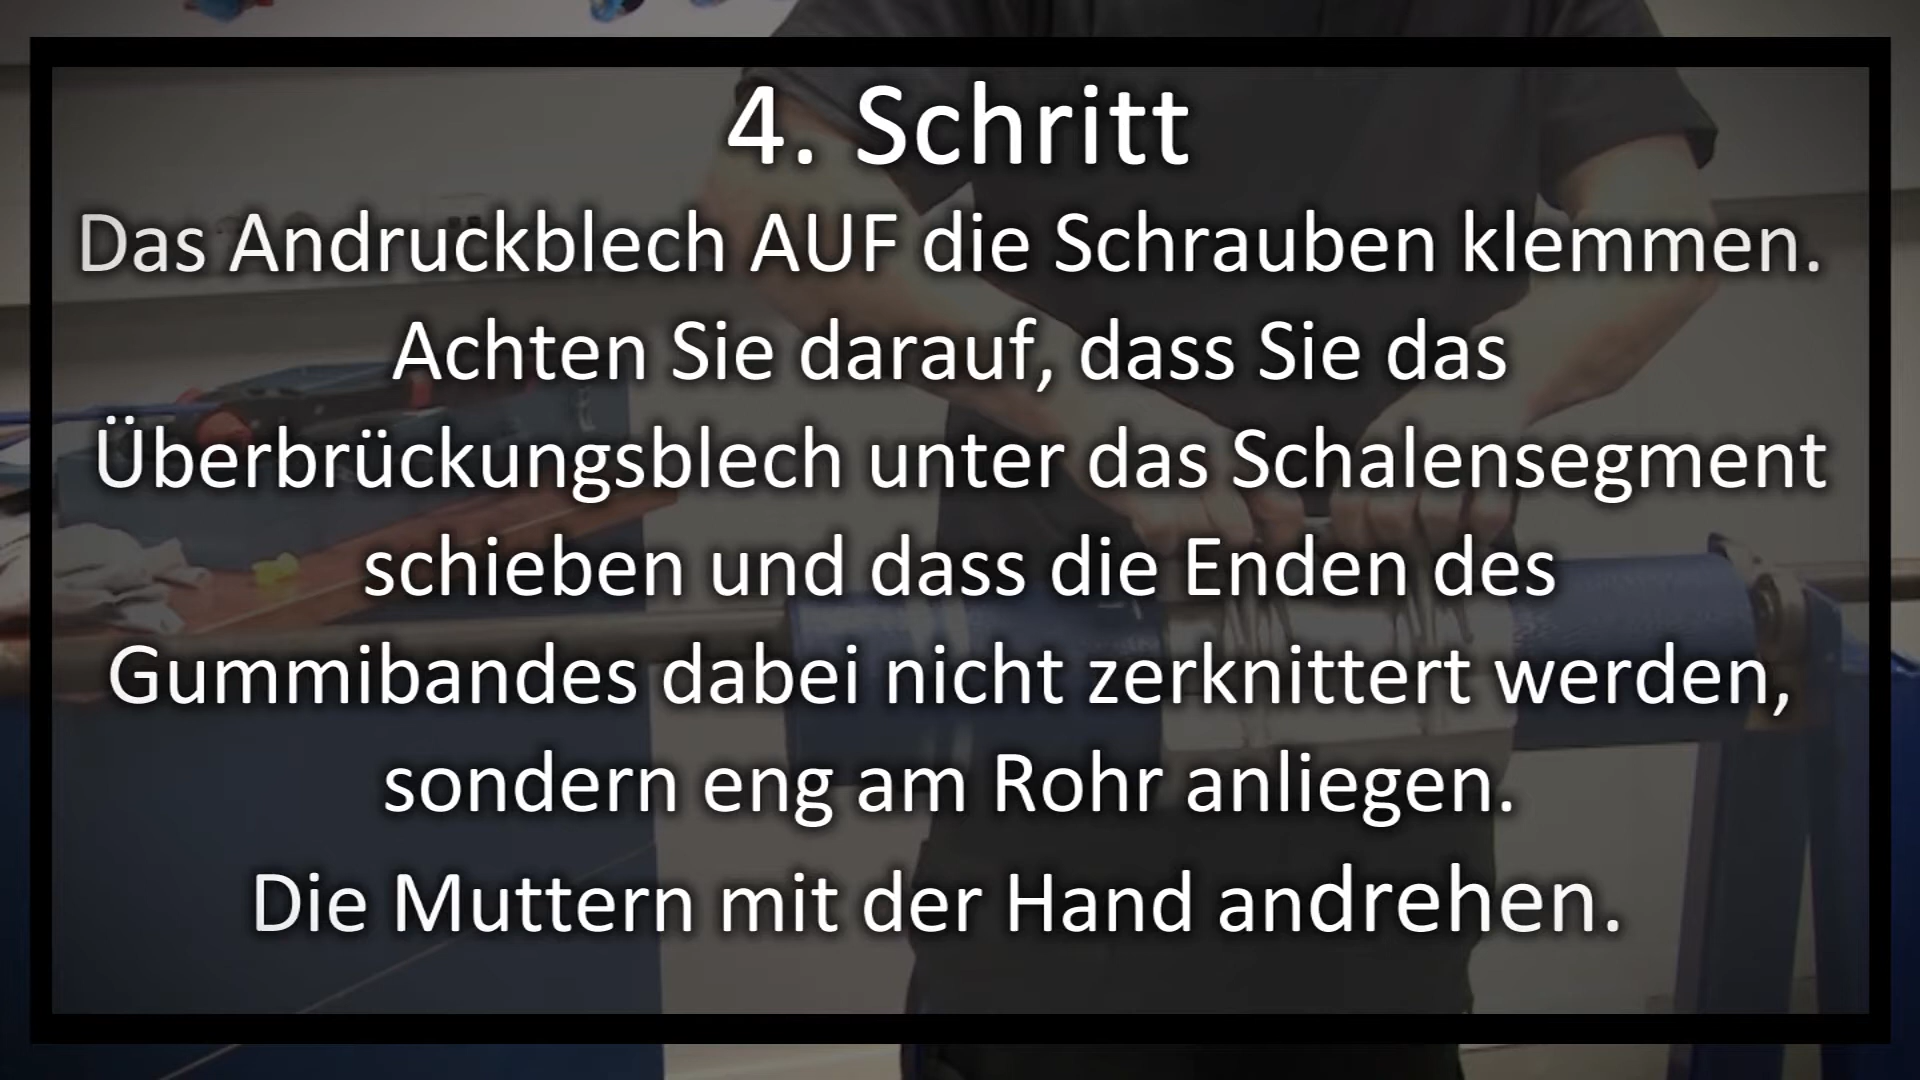 4. Schritt
Das Andruckblech AUF die Schrauben klemmen.
Achten Sie darauf, dass Sie das
Überbrückungsblech unter das Schalensegment
schieben und dass die Enden des
Gummibandes dabei nicht zerknittert werden,
sondern eng am Rohr anliegen.
Die Muttern mit der Hand andrehen.